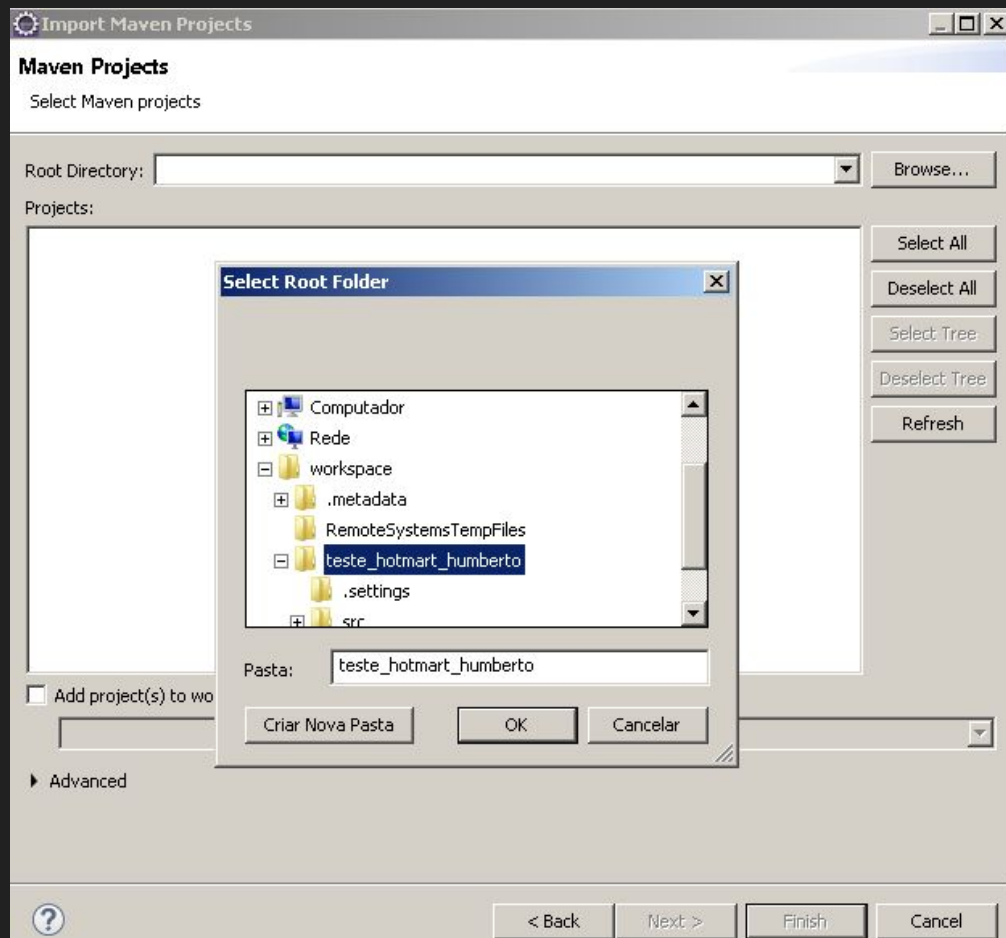 Import Maven Projects
Maven Projects
Select Maven projects
Root Directory:
Browse...
Projects:
Select All
Deselect All
Select Tree
Deselect Tree
Refresh
Select Root Folder
Computador
Rede
workspace
.metadata
RemoteSystemsTempFiles
teste_hotmart_humberto
.settings
src
Pasta: teste_hotmart_humberto
Criar Nova Pasta OK Cancelar
Add project(s) to wo
Advanced
< Back Next > Finish Cancel